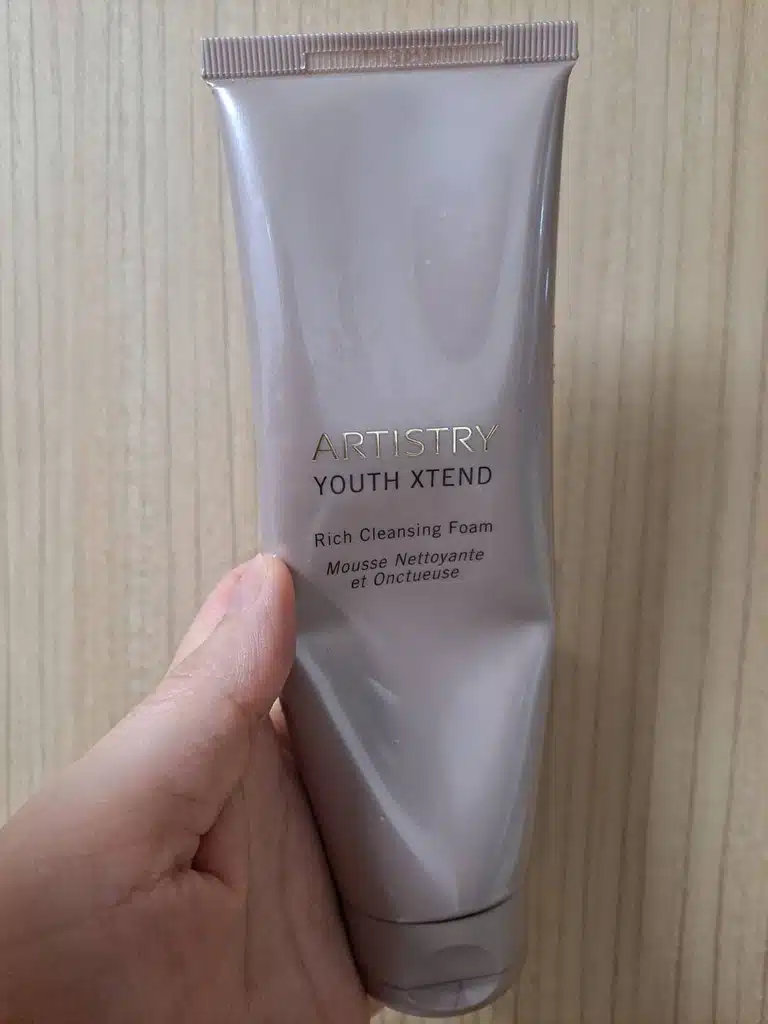 ARTISTRY
YOUTH XTEND
Rich Cleansing Foam
Mousse Nettoyante
et Onctueuse